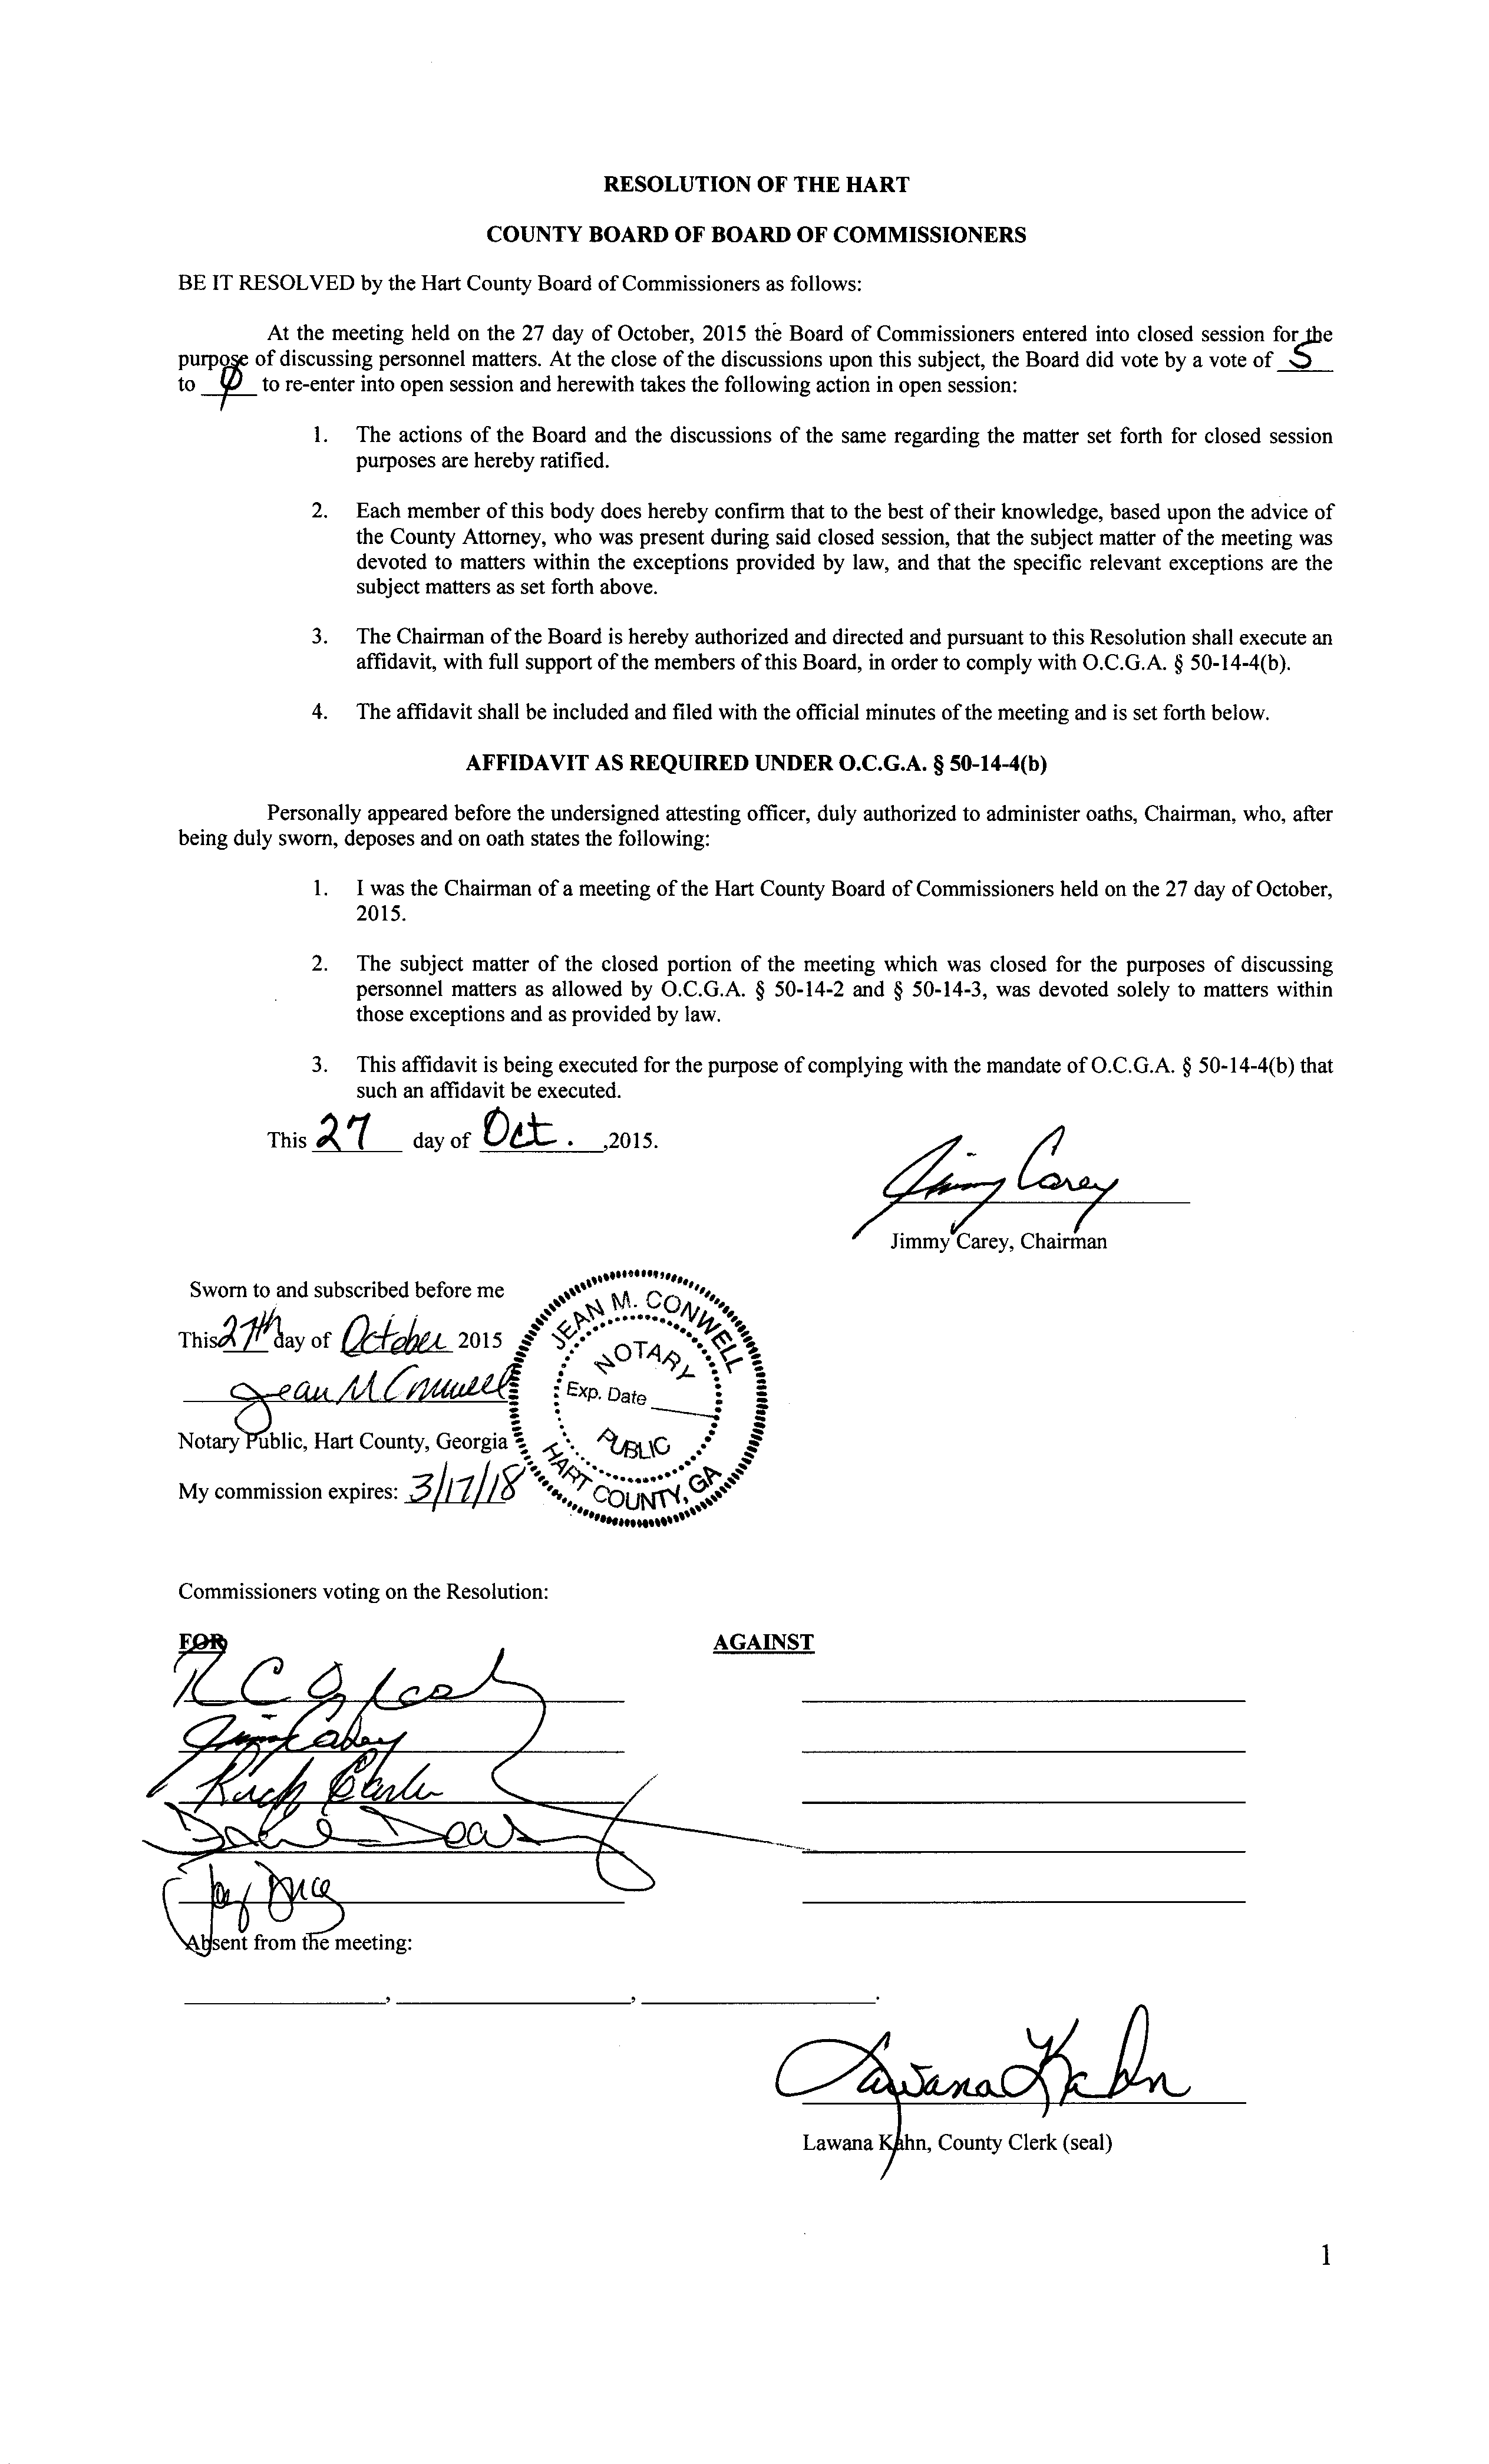 RESOLUTION OF THE HART
COUNTY BOARD OF BOARD OF COMMISSIONERS
BE IT RESOLVED by the Hart County Board of Commissioners as follows:
At the meeting held on the 27 day of October, 2015 the Board of Commissioners entered into closed session for the
purpose of discussing personnel matters. At the close of the discussions upon this subject, the Board did vote by a vote of 5
to 0 to re-enter into open session and herewith takes the following action in open session:
1. The actions of the Board and the discussions of the same regarding the matter set forth for closed session
purposes are hereby ratified.
2. Each member of this body does hereby confirm that to the best of their knowledge, based upon the advice of
the County Attorney, who was present during said closed session, that the subject matter of the meeting was
devoted to matters within the exceptions provided by law, and that the specific relevant exceptions are the
subject matters as set forth above.
3. The Chairman of the Board is hereby authorized and directed and pursuant to this Resolution shall execute an
affidavit, with full support of the members of this Board, in order to comply with O.C.G.A. § 50-14-4(b).
4. The affidavit shall be included and filed with the official minutes of the meeting and is set forth below.
AFFIDAVIT AS REQUIRED UNDER O.C.G.A. § 50-14-4(b)
Personally appeared before the undersigned attesting officer, duly authorized to administer oaths, Chairman, who, after
being duly sworn, deposes and on oath states the following:
1. I was the Chairman of a meeting of the Hart County Board of Commissioners held on the 27 day of October,
2015.
2. The subject matter of the closed portion of the meeting which was closed for the purposes of discussing
personnel matters as allowed by O.C.G.A. § 50-14-2 and § 50-14-3, was devoted solely to matters within
those exceptions and as provided by law.
3. This affidavit is being executed for the purpose of complying with the mandate of O.C.G.A. § 50-14-4(b) that
such an affidavit be executed.
This 27 day of Oct. ,2015.
Jimmy Carey
Jimmy Carey, Chairman
Sworn to and subscribed before me
This 27th day of October 2015
Jean M Conwell
Notary Public, Hart County, Georgia
My commission expires: 3/17/18
JEAN M. CONWELL
NOTARY
Exp. Date
PUBLIC
HART COUNTY, GA
Commissioners voting on the Resolution:
FOR AGAINST
R C
Jimmy Carey
Absent from the meeting:
Lawana Kahn
Lawana Kahn, County Clerk (seal)
1